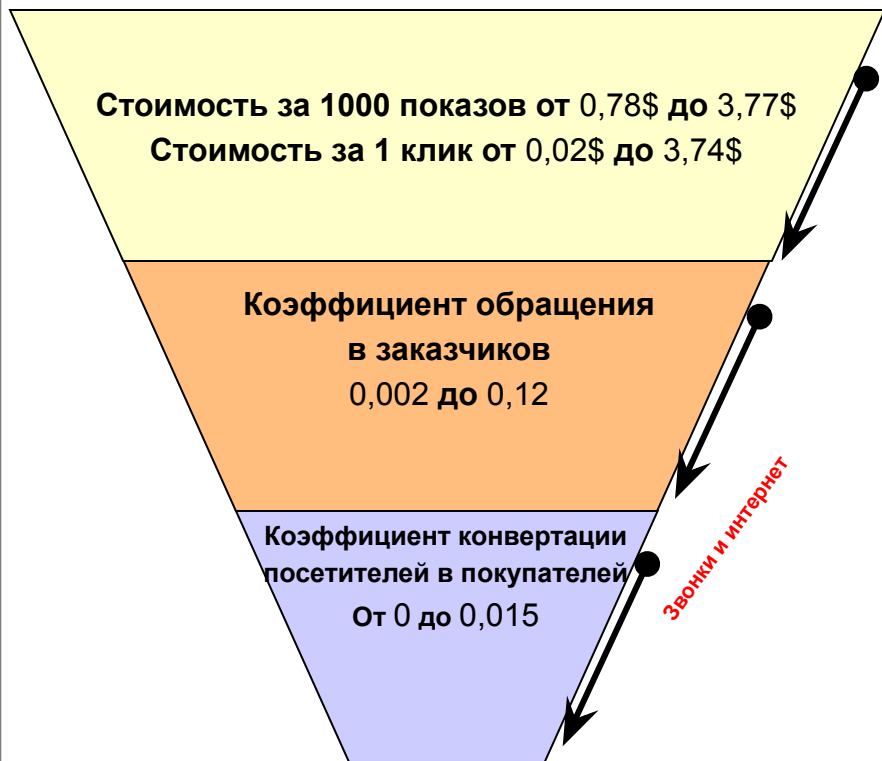 Стоимость за 1000 показов от 0,78$ до 3,77$
Стоимость за 1 клик от 0,02$ до 3,74$
Коэффициент обращения
в заказчиков
0,002 до 0,12
Коэффициент конвертации
посетителей в покупателей
От 0 до 0,015
Звонки и интернет